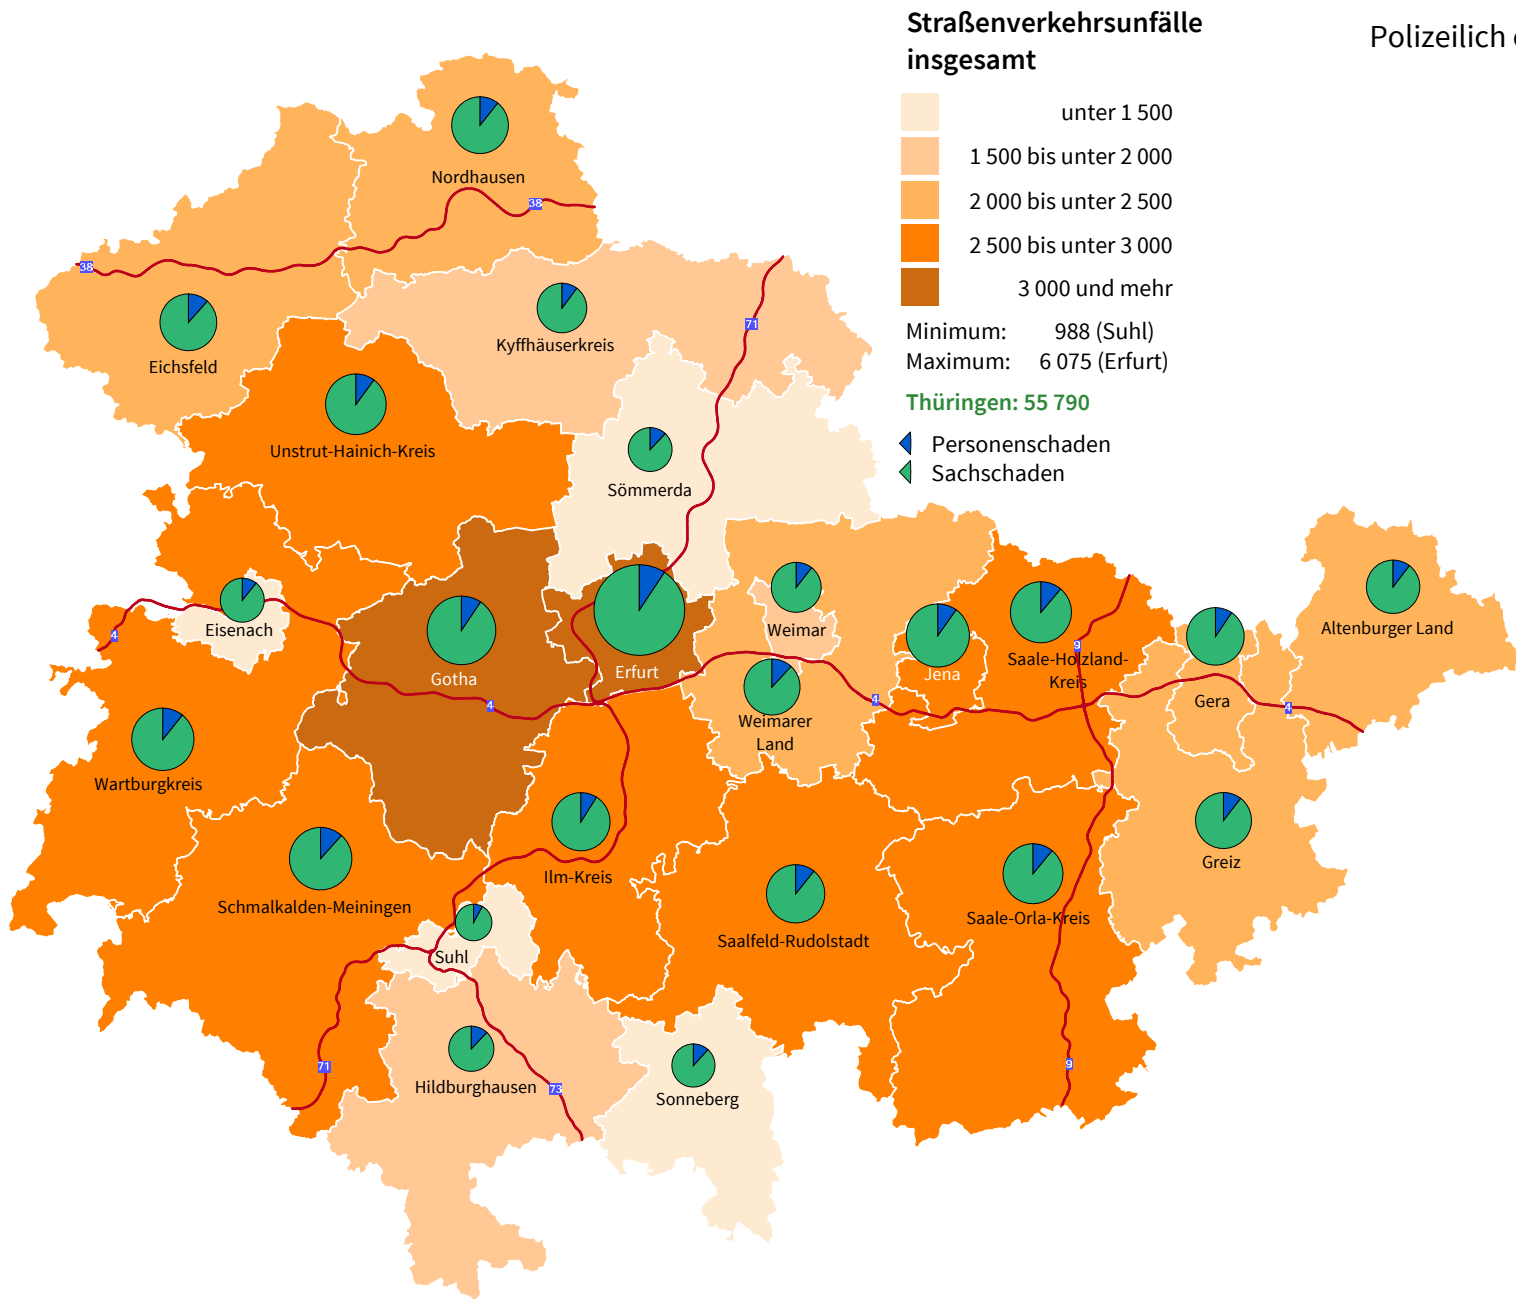 Straßenverkehrsunfälle
insgesamt
Polizeilich
unter 1 500
1 500 bis unter 2 000
2 000 bis unter 2 500
2 500 bis unter 3 000
3 000 und mehr
Minimum: 988 (Suhl)
Maximum: 6 075 (Erfurt)
Thüringen: 55 790
Personenschaden
Sachschaden
Nordhausen
38
38
71
Kyffhäuserkreis
Eichsfeld
Unstrut-Hainich-Kreis
Sömmerda
Eisenach
4
Weimar
Altenburger Land
Saale-Holzland-
Kreis
9
Erfurt
Jena
Gotha
4
Gera
4
4
Weimarer
Land
Wartburgkreis
Greiz
Ilm-Kreis
Schmalkalden-Meiningen
Saale-Orla-Kreis
Saalfeld-Rudolstadt
Suhl
71
9
Hildburghausen
73
Sonneberg